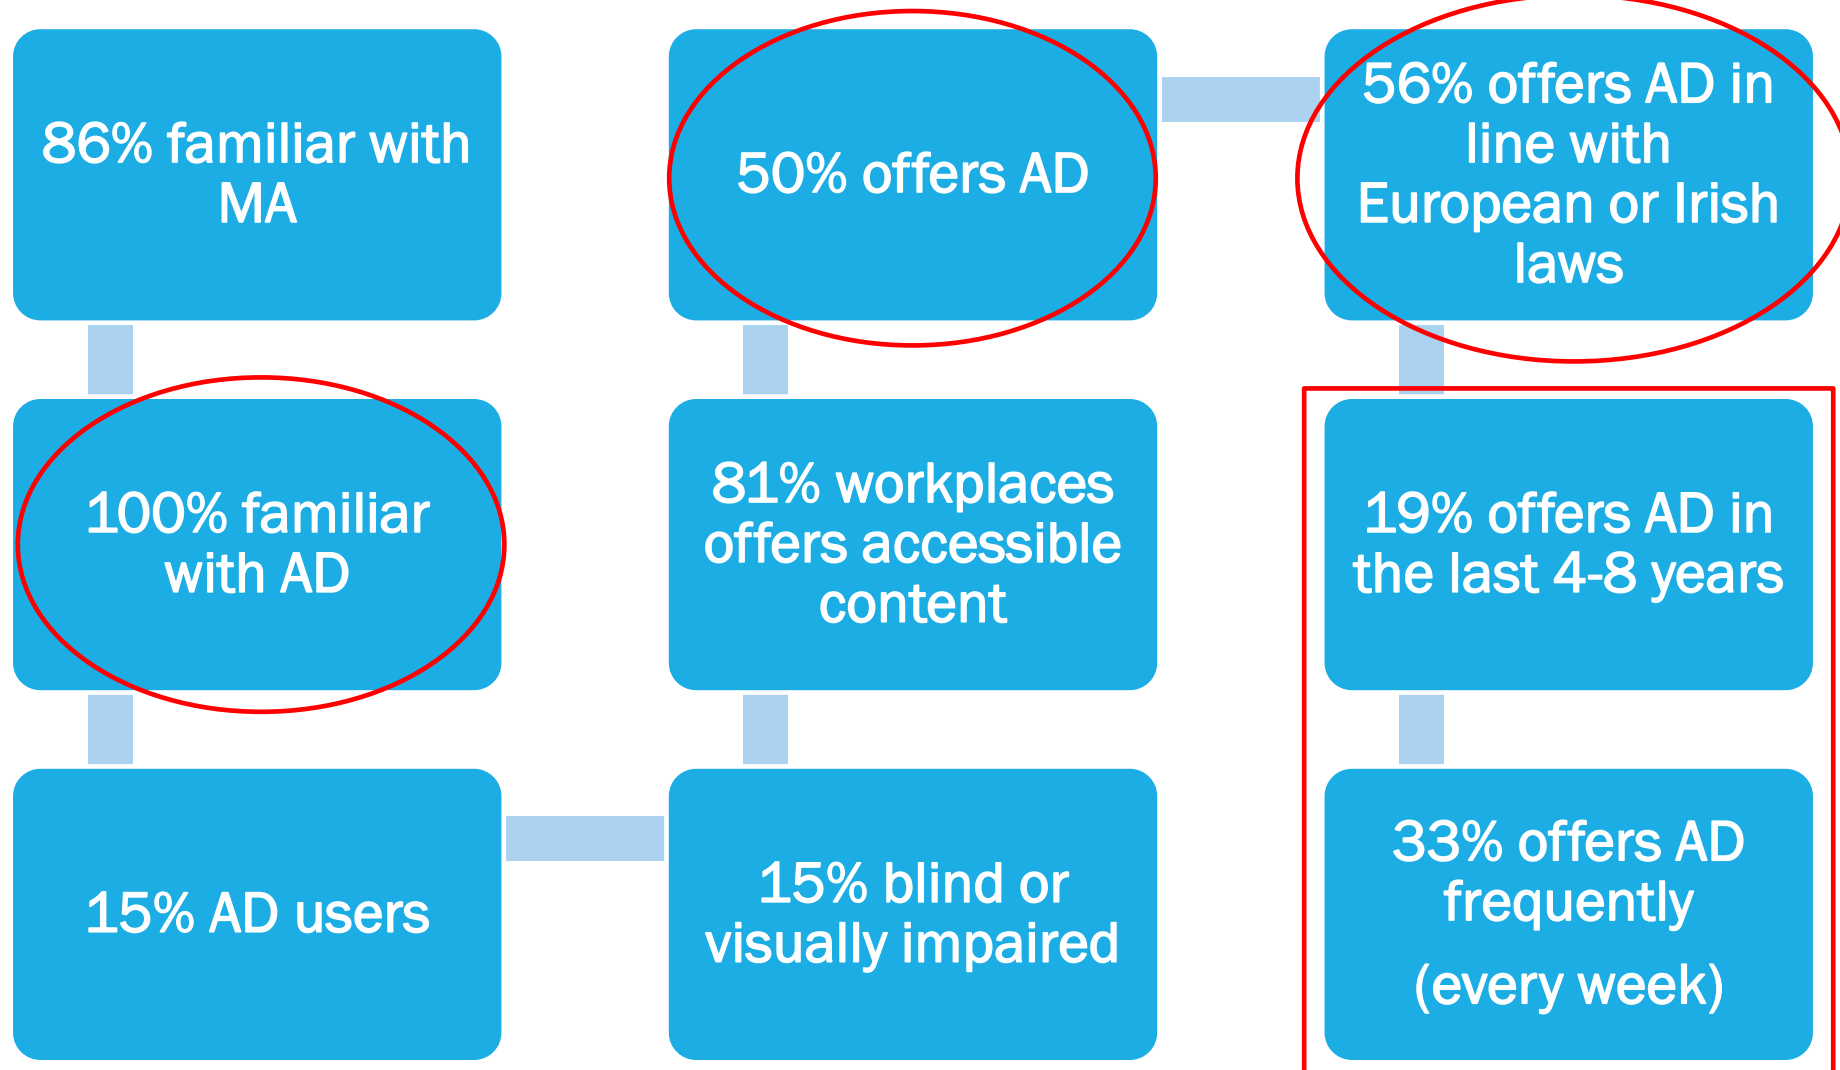 86% familiar with
MA
100% familiar
with AD
15% AD users
15% blind or
visually impaired
81% workplaces
offers accessible
content
50% offers AD
56% offers AD in
line with
European or Irish
laws
19% offers AD in
the last 4-8 years
33% offers AD
frequently
(every week)